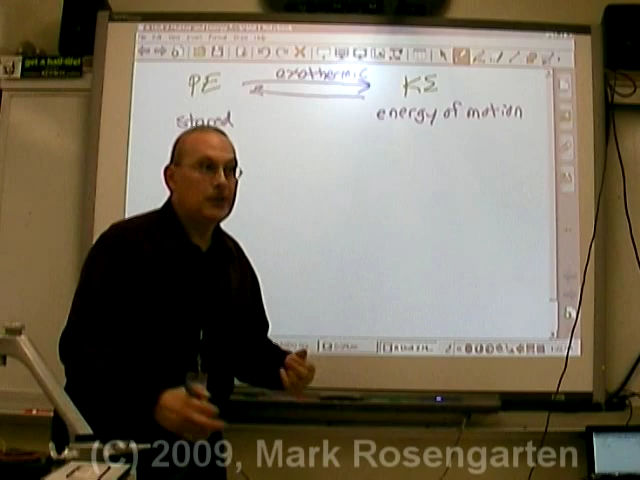 get a half-life!
PE exothermic KE
stored energy of motion
(C) 2009, Mark Rosengarten